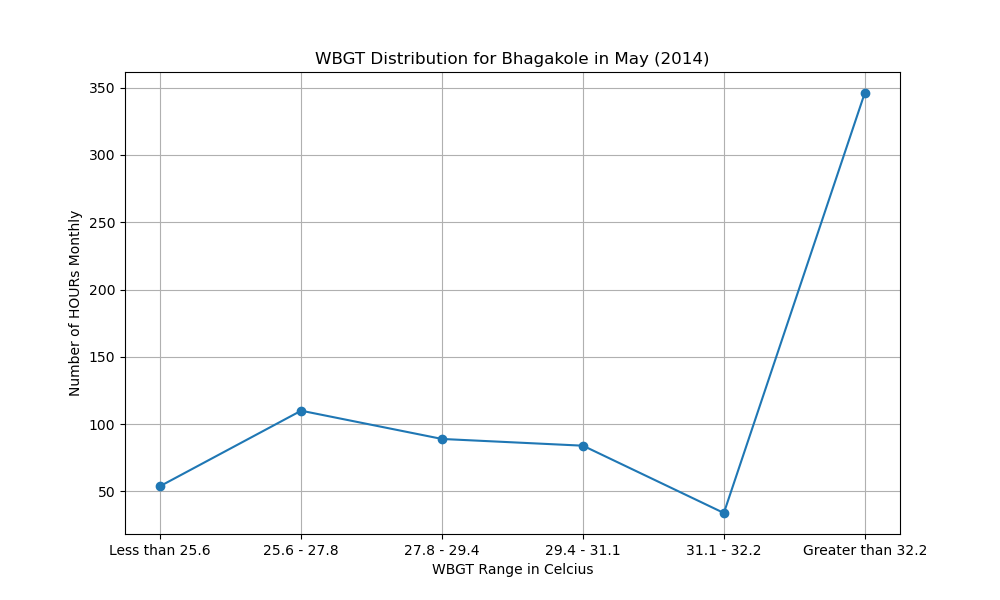 WBGT Distribution for Bhagakole in May (2014)
Number of HOURs Monthly
350
300
250
200
150
100
50
Less than 25.6 25.6 - 27.8 27.8 - 29.4 29.4 - 31.1 31.1 - 32.2 Greater than 32.2
WBGT Range in Celcius